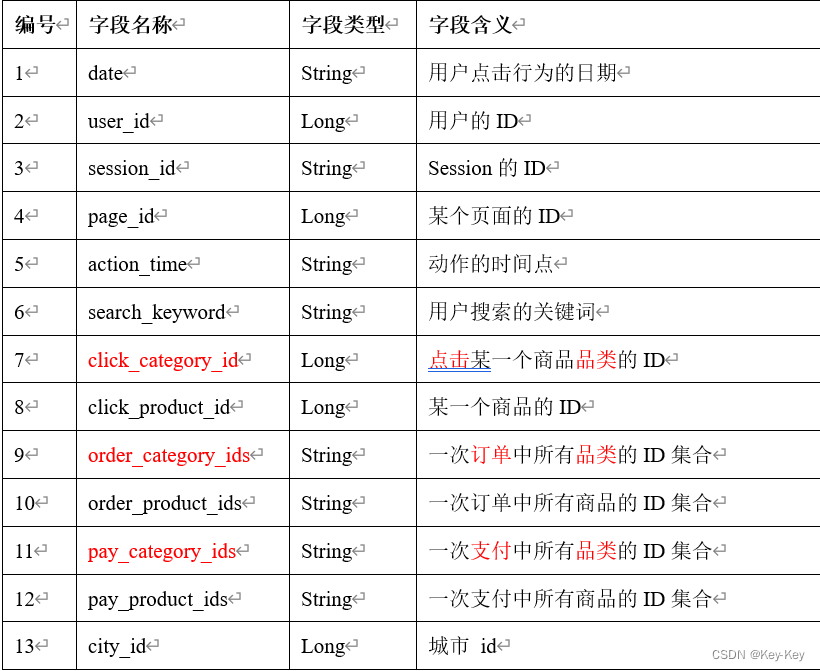 编号 字段名称 字段类型 字段含义
1 date String 用户点击行为的日期
2 user_id Long 用户的 ID
3 session_id String Session 的 ID
4 page_id Long 某个页面的 ID
5 action_time String 动作的时间点
6 search_keyword String 用户搜索的关键词
7 click_category_id Long 点击某一个商品品类的 ID
8 click_product_id Long 某一个商品的 ID
9 order_category_ids String 一次订单中所有品类的 ID 集合
10 order_product_ids String 一次订单中所有商品的 ID 集合
11 pay_category_ids String 一次支付中所有品类的 ID 集合
12 pay_product_ids String 一次支付中所有商品的 ID 集合
13 city_id Long 城市 id
CSDN @Key-Key